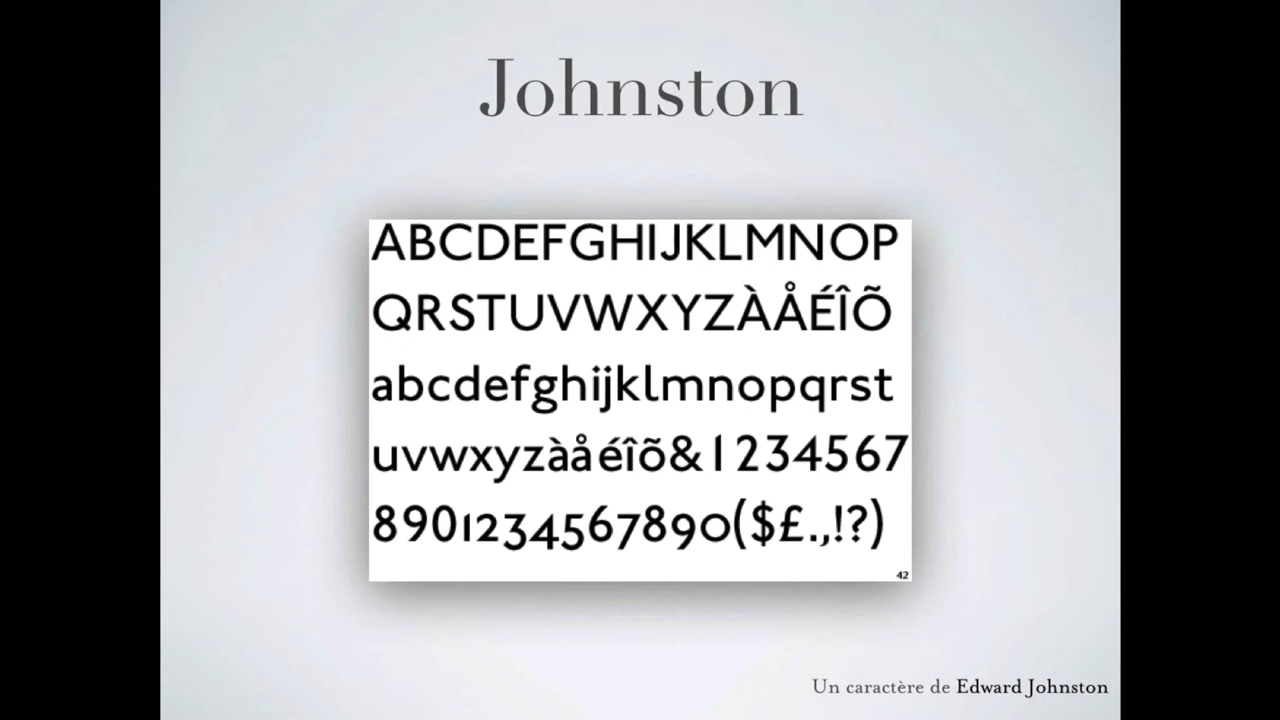 Johnston
ABCDEFGHIJKLMNOP
QRSTUVWXYZÀÅÉÎÕ
abcdefghijklmnopqrst
uvwxyzàåéîõ&1234567
8901234567890($£.,!?)
42
Un caractère de Edward Johnston